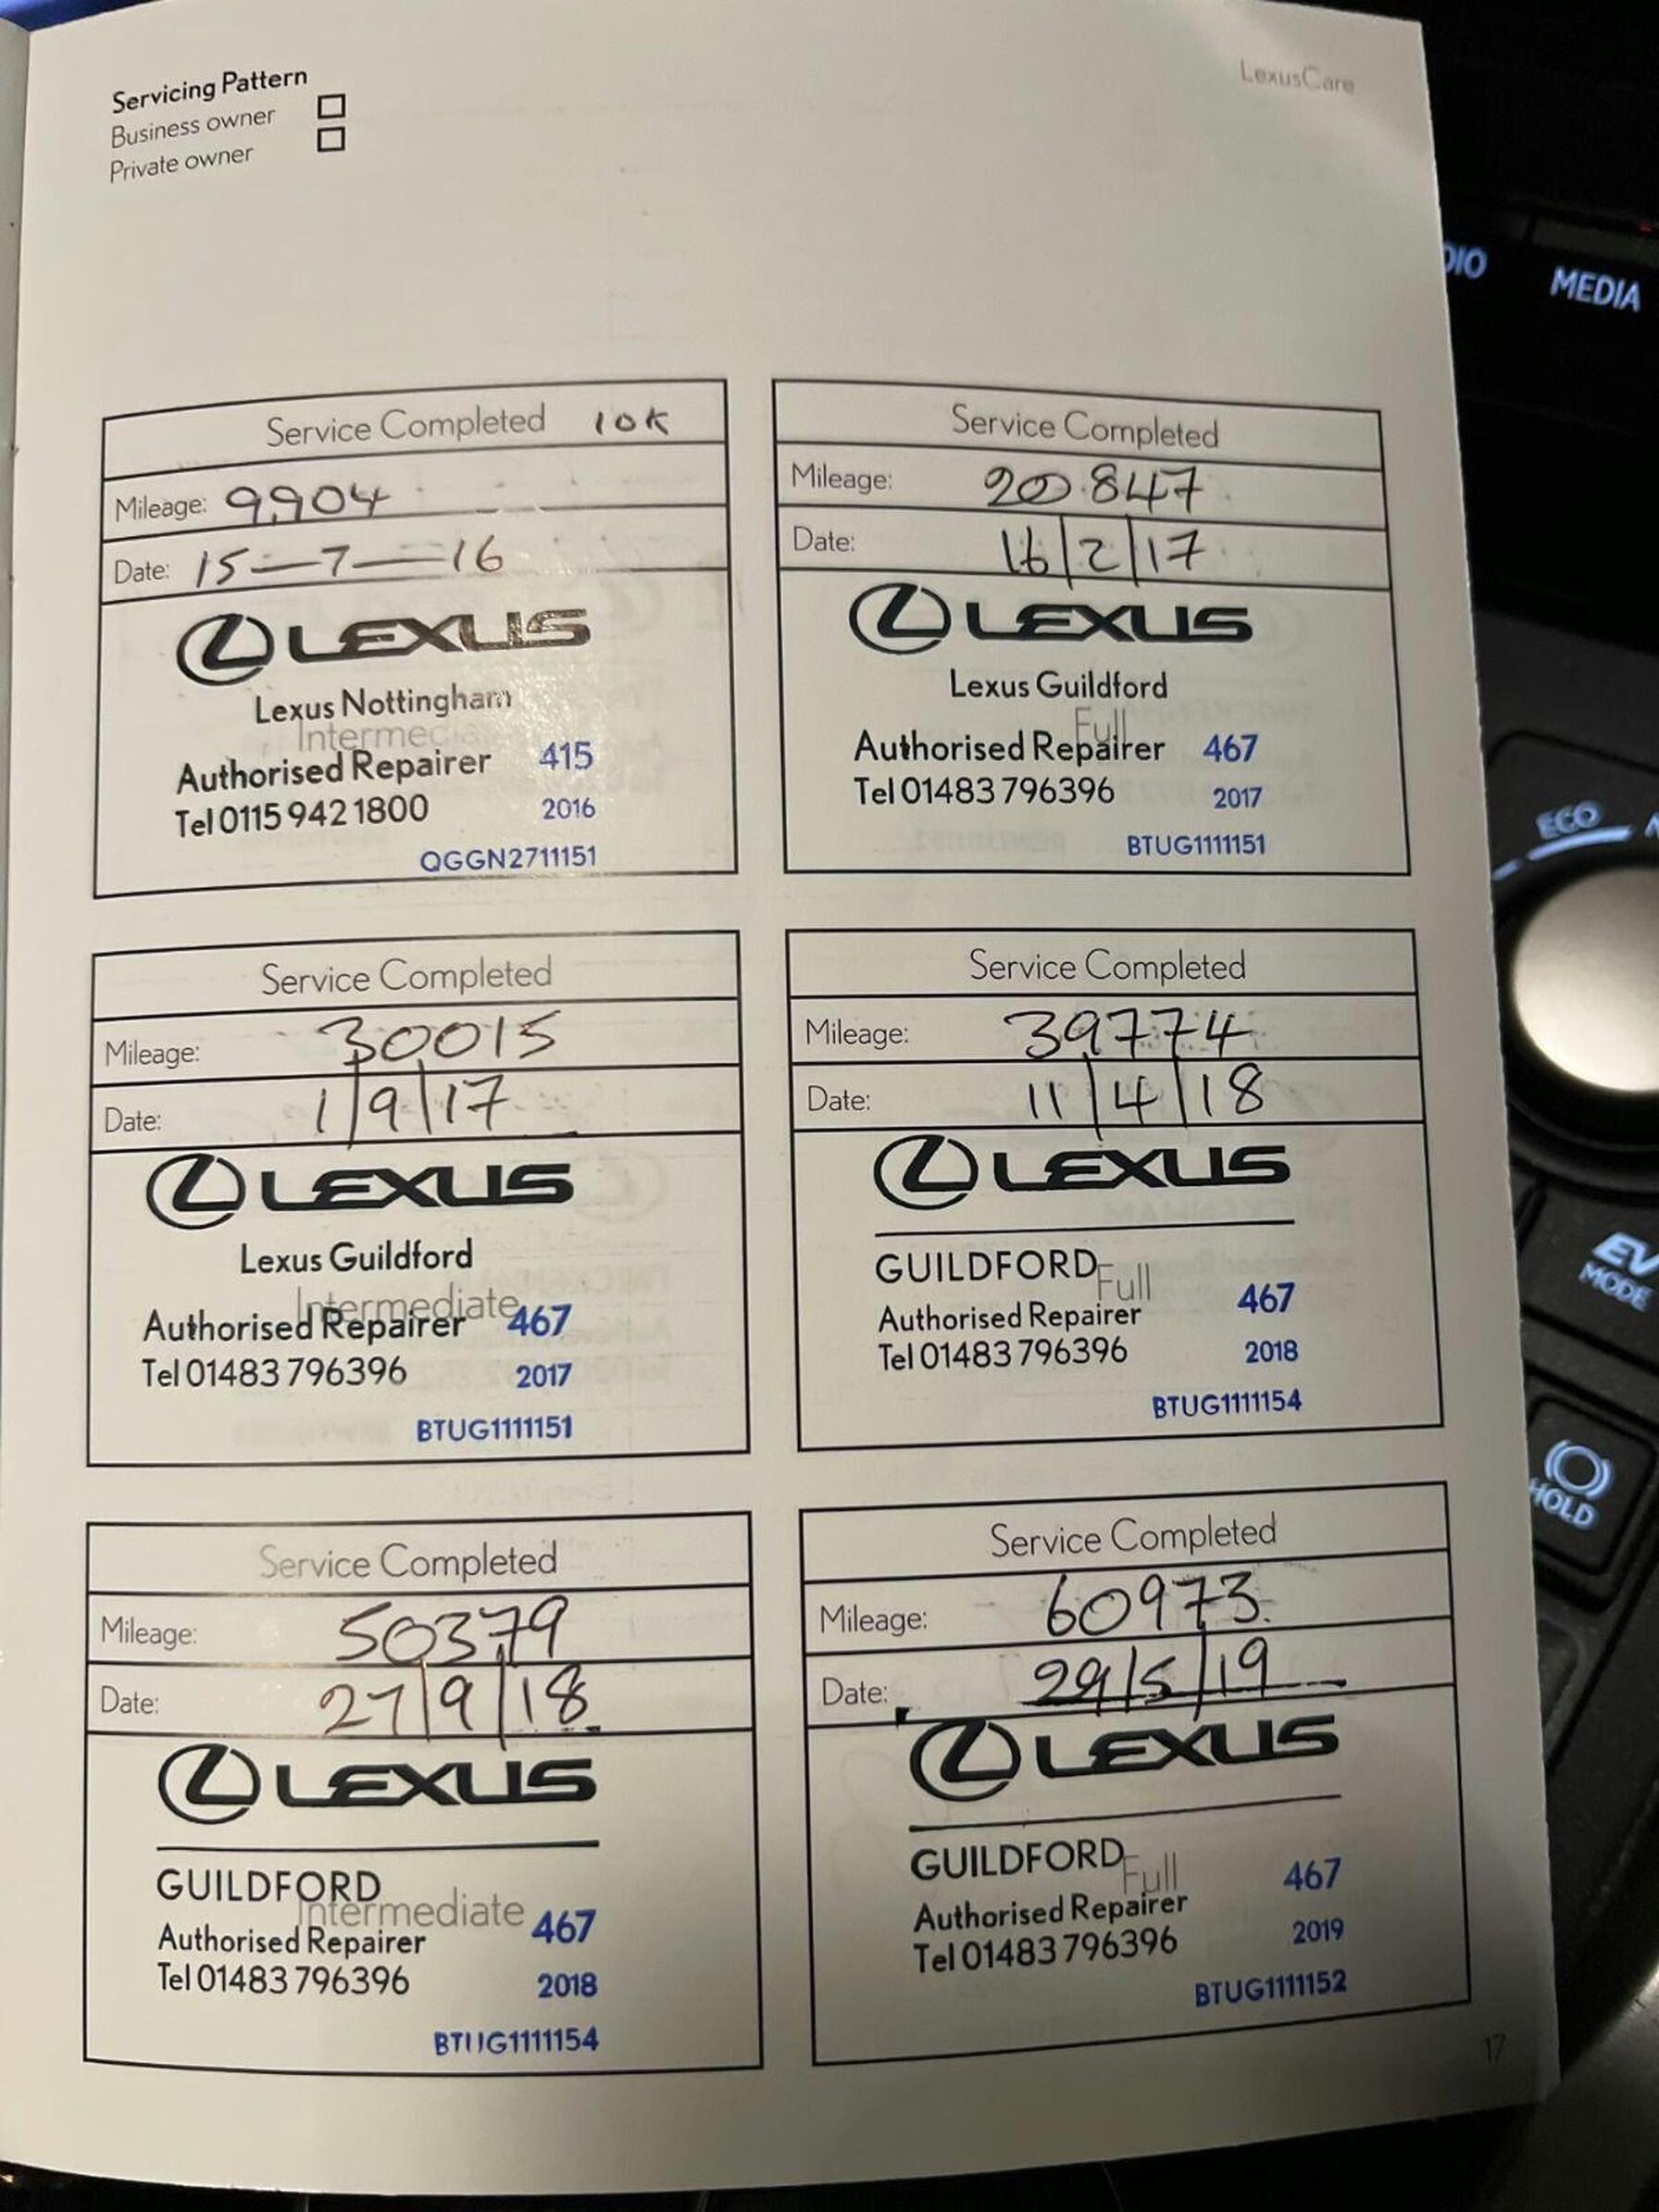 LexusCare
Servicing Pattern
Business owner
Private owner
Service Completed 10K
Mileage: 9904
Date: 15-7-16
LEXUS
Lexus Nottingham
Intermedia
Authorised Repairer 415
Tel 0115 942 1800 2016
QGGN2711151
Service Completed
Mileage: 20847
Date: 16/2/17
LEXUS
Lexus Guildford
Full
Authorised Repairer 467
Tel 01483 796396 2017
BTUG1111151
Service Completed
Mileage: 30015
Date: 1/9/17
LEXUS
Lexus Guildford
Intermediate
Authorised Repairer 467
Tel 01483 796396 2017
BTUG1111151
Service Completed
Mileage: 39774
Date: 11/4/18
LEXUS
GUILDFORD
Full
Authorised Repairer 467
Tel 01483 796396 2018
BTUG1111154
Service Completed
Mileage: 50379
Date: 27/9/18
LEXUS
GUILDFORD
Intermediate
Authorised Repairer 467
Tel 01483 796396 2018
BTUG1111154
Service Completed
Mileage: 60973
Date: 29/5/19
LEXUS
GUILDFORD
Full
Authorised Repairer 467
Tel 01483 796396 2019
BTUG1111152
17
DIO
MEDIA
ECO
EV
MODE
HOLD